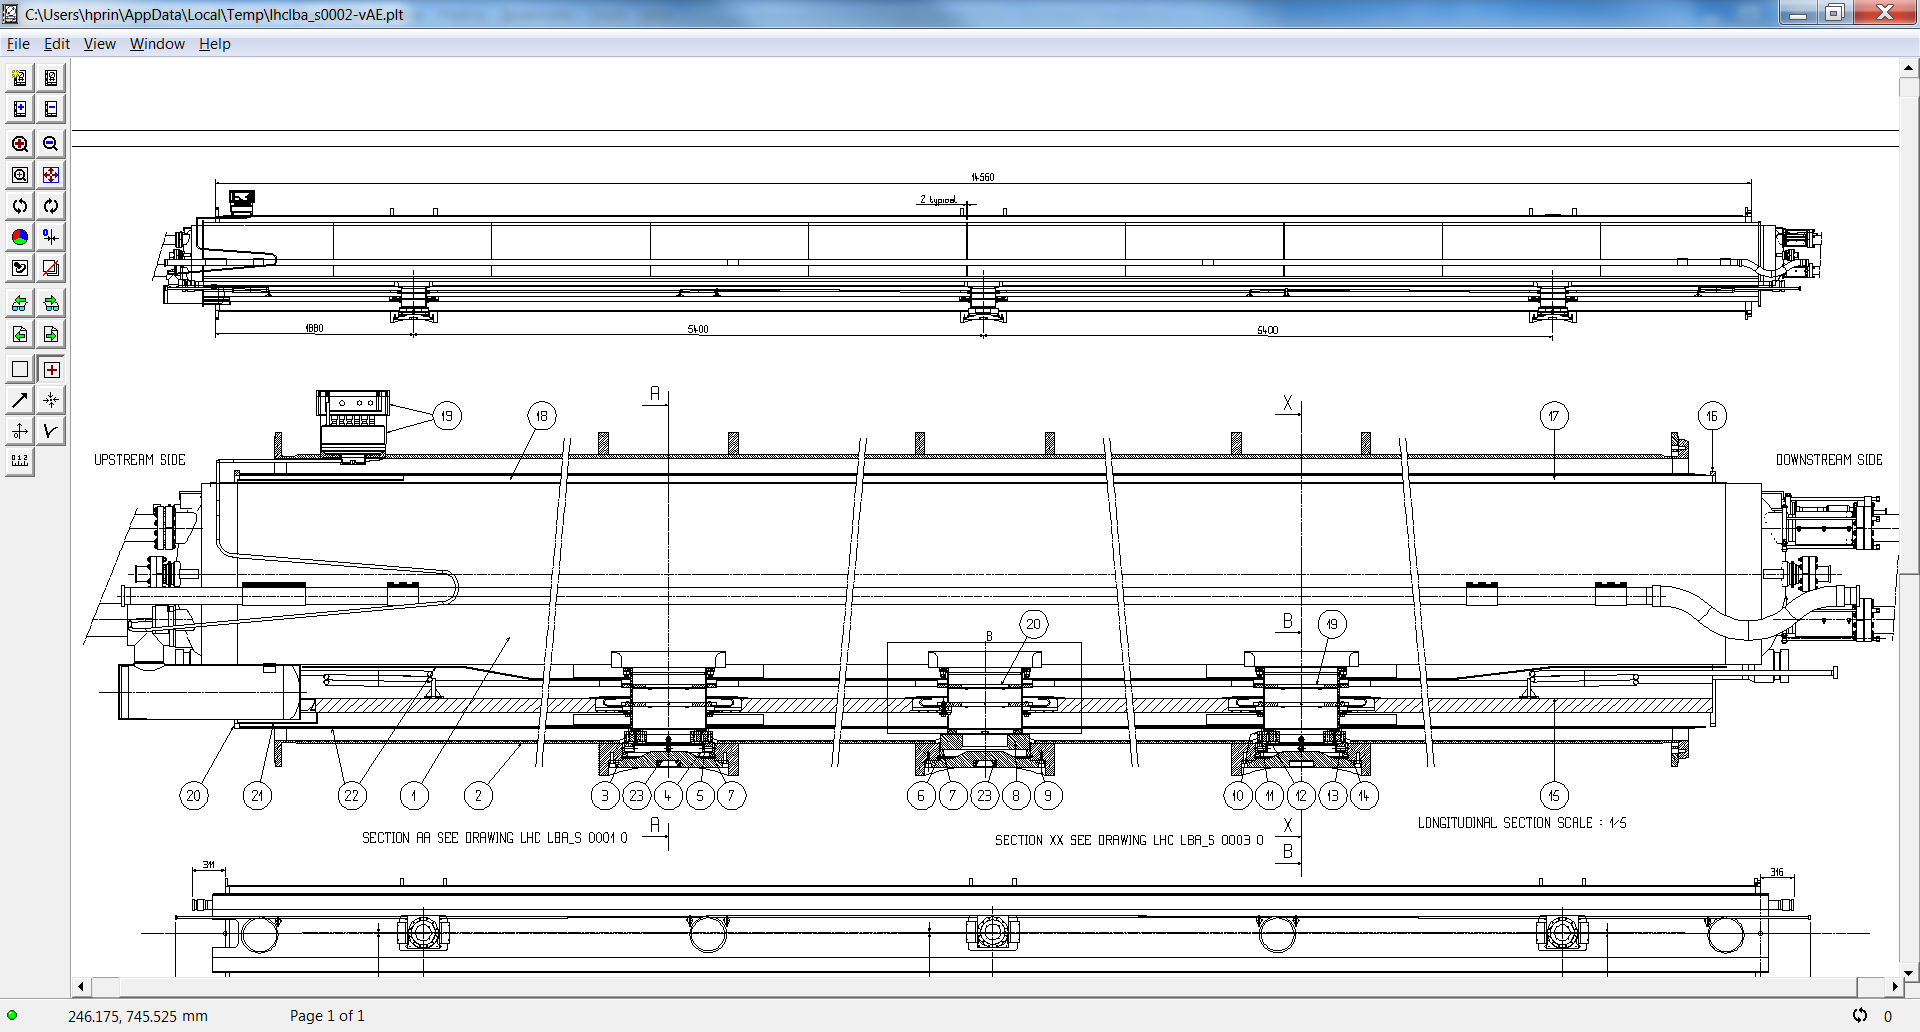 C:\Users\hprin\AppData\Local\Temp\lhclba_s0002-vAE.plt
File Edit View Window Help
14560
2 typical
1880 5400 5400
A X
19 18 17 16
UPSTREAM SIDE DOWNSTREAM SIDE
B 20 B 19
20 21 22 1 2 3 23 4 5 7 6 7 23 8 9 10 11 12 13 14 15
A X
SECTION AA SEE DRAWING LHC LBA_S 0001 0
SECTION XX SEE DRAWING LHC LBA_S 0003 0
LONGITUDINAL SECTION SCALE : 1/5
B
311 316
246.175, 745.525 mm Page 1 of 1 0